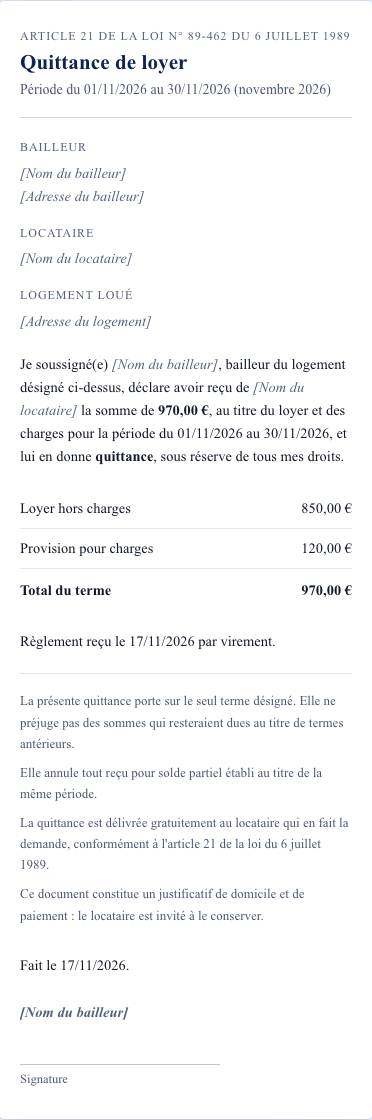 ARTICLE 21 DE LA LOI N° 89-462 DU 6 JUILLET 1989
Quittance de loyer
Période du 01/11/2026 au 30/11/2026 (novembre 2026)
BAILLEUR
[Nom du bailleur]
[Adresse du bailleur]
LOCATAIRE
[Nom du locataire]
LOGEMENT LOUÉ
[Adresse du logement]
Je soussigné(e) [Nom du bailleur], bailleur du logement
désigné ci-dessus, déclare avoir reçu de [Nom du
locataire] la somme de 970,00 €, au titre du loyer et des
charges pour la période du 01/11/2026 au 30/11/2026, et
lui en donne quittance, sous réserve de tous mes droits.
Loyer hors charges 850,00 €
Provision pour charges 120,00 €
Total du terme 970,00 €
Règlement reçu le 17/11/2026 par virement.
La présente quittance porte sur le seul terme désigné. Elle ne
préjuge pas des sommes qui resteraient dues au titre de termes
antérieurs.
Elle annule tout reçu pour solde partiel établi au titre de la
même période.
La quittance est délivrée gratuitement au locataire qui en fait la
demande, conformément à l'article 21 de la loi du 6 juillet
1989.
Ce document constitue un justificatif de domicile et de
paiement : le locataire est invité à le conserver.
Fait le 17/11/2026.
[Nom du bailleur]
Signature